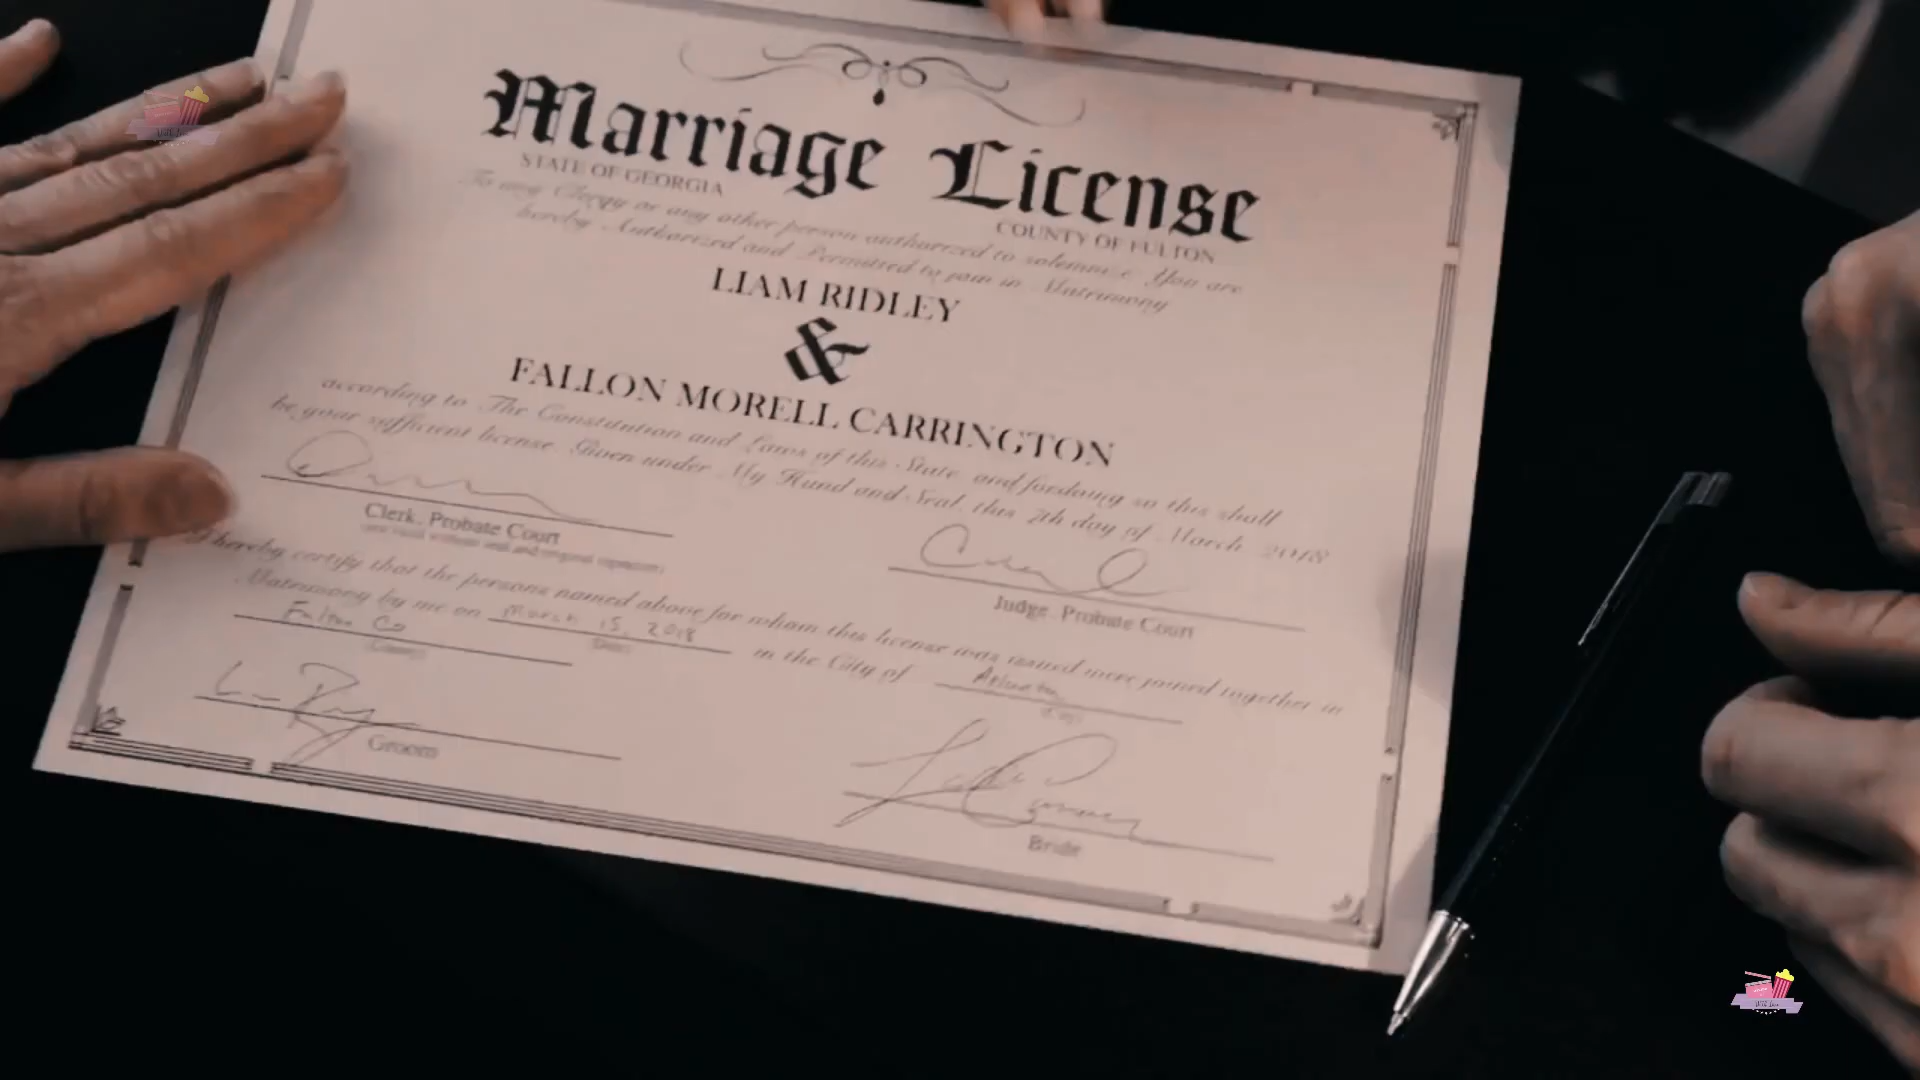 Marriage License
STATE OF GEORGIA
COUNTY OF FULTON
To any Clergy or any other person authorized to solemnize. You are
hereby Authorized and Permitted to join in Matrimony
LIAM RIDLEY
&
FALLON MORELL CARRINGTON
according to The Constitution and Laws of this State, and fordoing so this shall
be your sufficient license. Given under My Hand and Seal, this 7th day of March 2018
Clerk, Probate Court
Judge, Probate Court
I hereby certify that the persons named above for whom this license was issued were joined together in
Matrimony by me on March 15, 2018 in the City of
Fulton Co
Groom
Bride